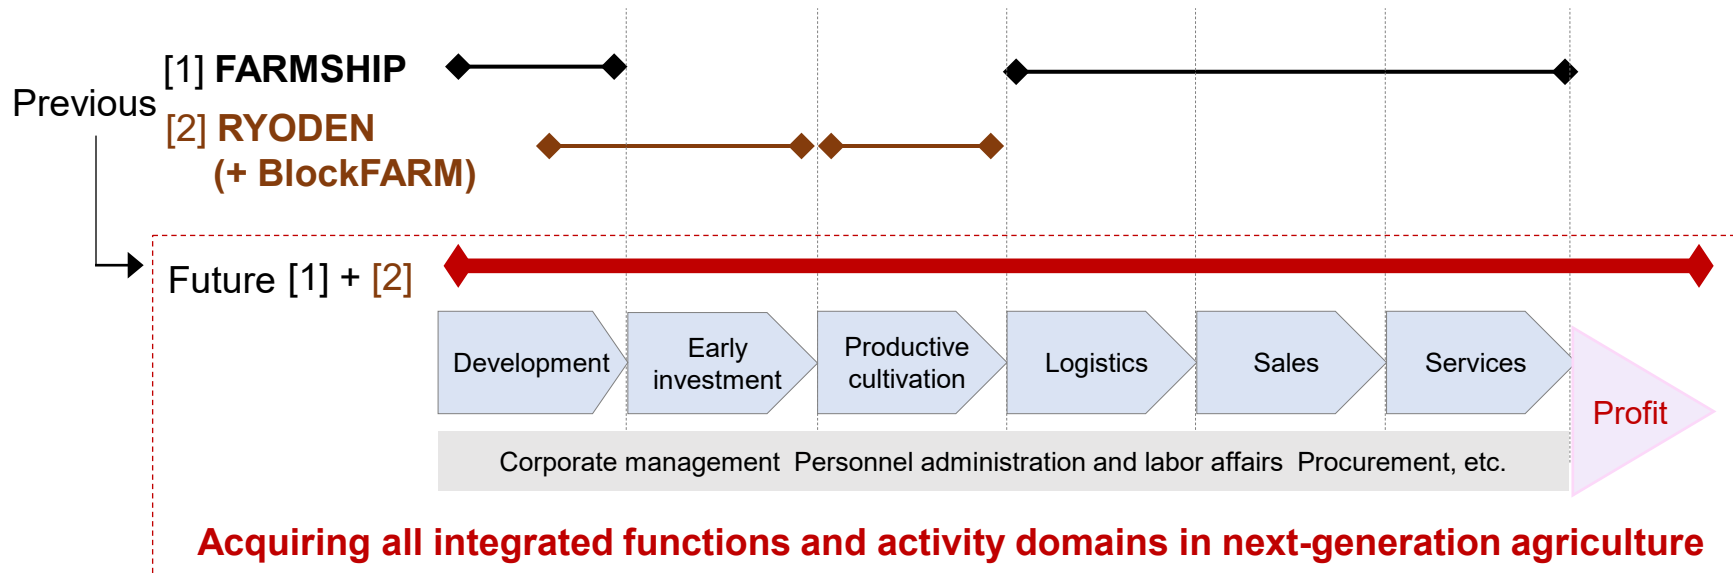 [1] FARMSHIP
Previous
[2] RYODEN
(+ BlockFARM)
Future [1] + [2]
Development
Early
investment
Productive
cultivation
Logistics
Sales
Services
Profit
Corporate management Personnel administration and labor affairs Procurement, etc.
Acquiring all integrated functions and activity domains in next-generation agriculture